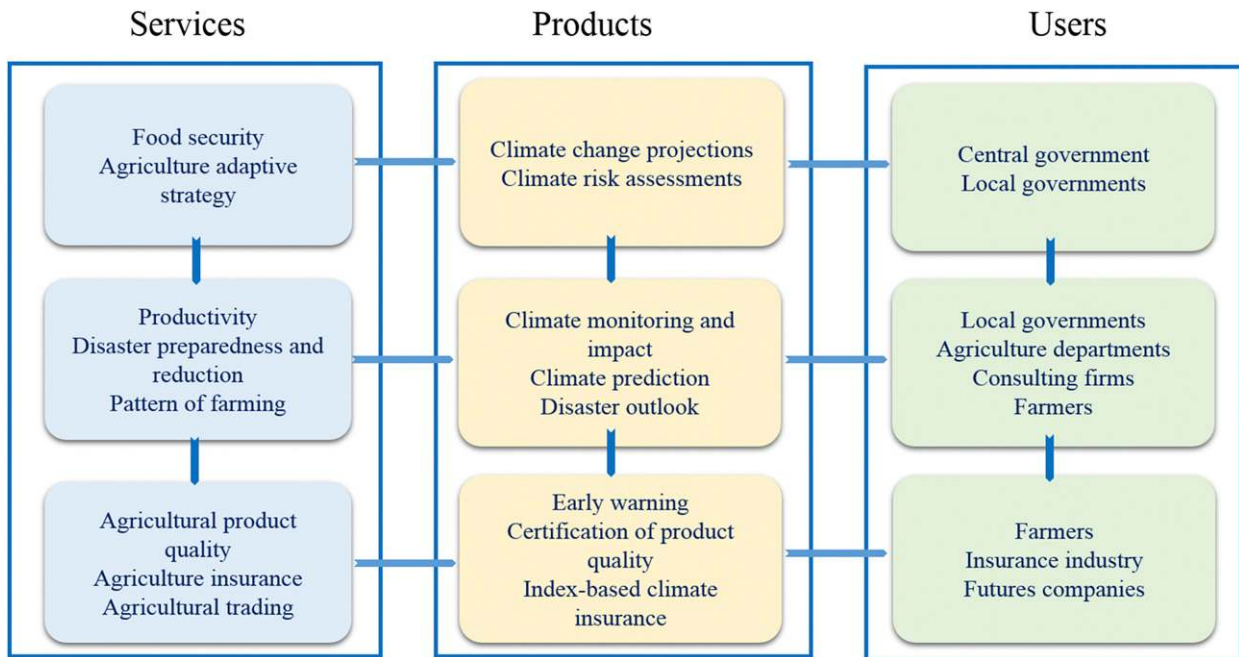 Services
Products
Users
Food security
Agriculture adaptive
strategy
Climate change projections
Climate risk assessments
Central government
Local governments
Productivity
Disaster preparedness and
reduction
Pattern of farming
Climate monitoring and
impact
Climate prediction
Disaster outlook
Local governments
Agriculture departments
Consulting firms
Farmers
Agricultural product
quality
Agriculture insurance
Agricultural trading
Early warning
Certification of product
quality
Index-based climate
insurance
Farmers
Insurance industry
Futures companies